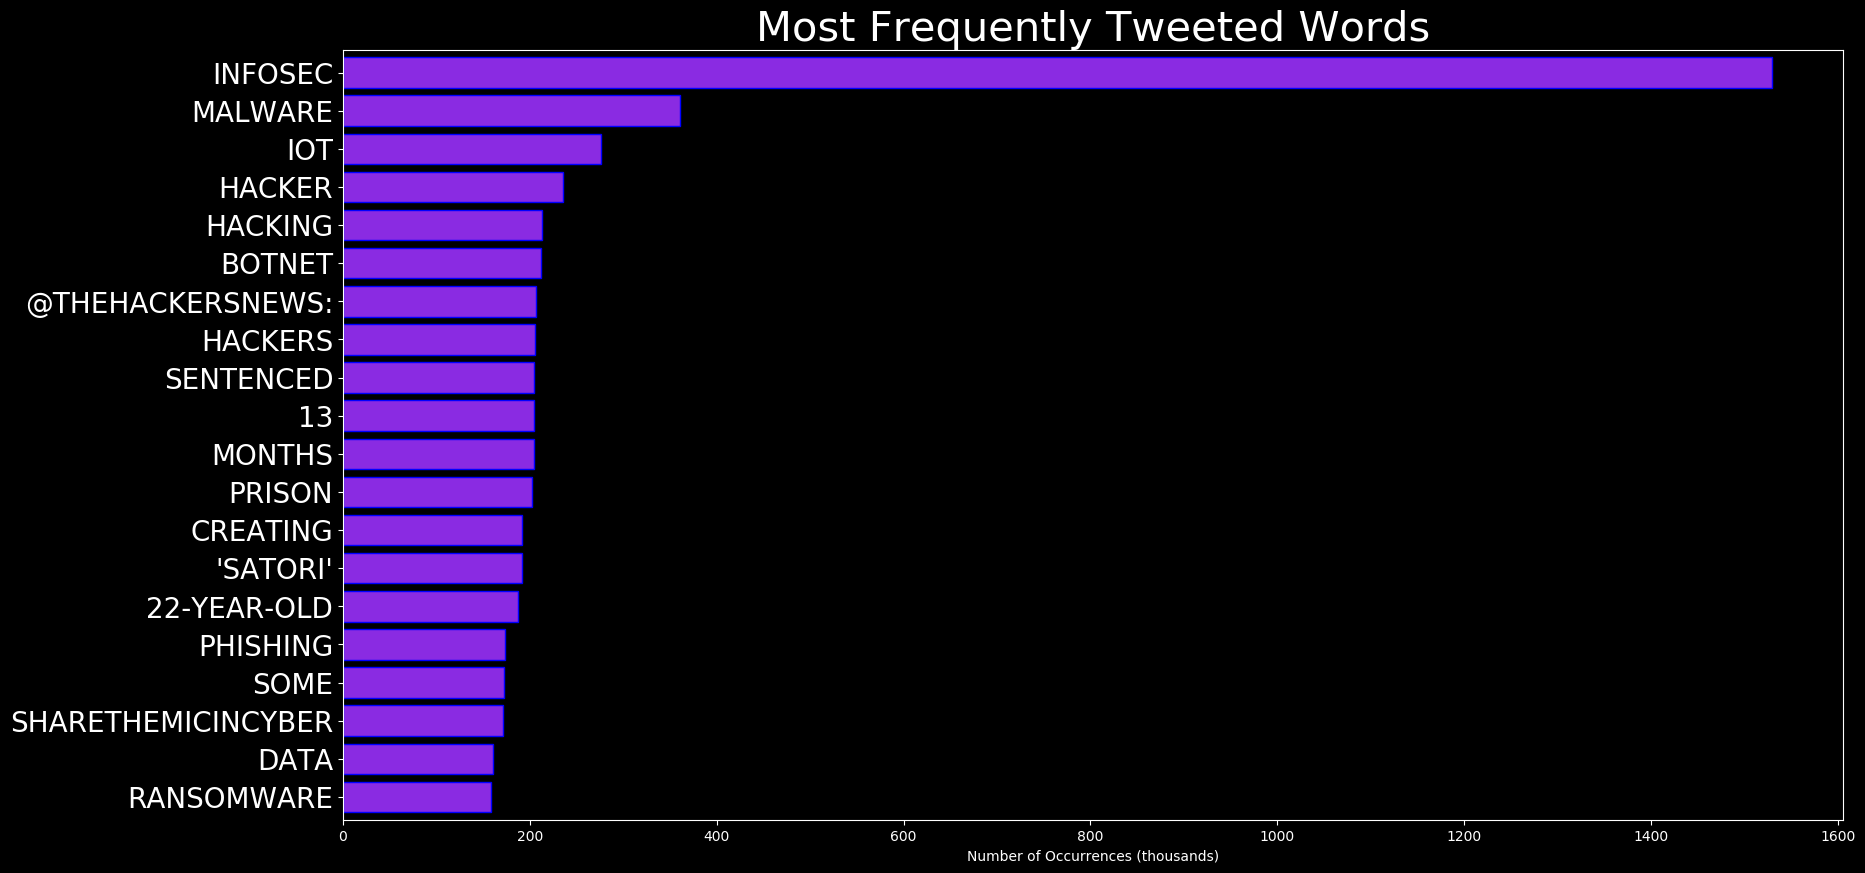 Most Frequently Tweeted Words
INFOSEC
MALWARE
IOT
HACKER
HACKING
BOTNET
@THEHACKERSNEWS:
HACKERS
SENTENCED
13
MONTHS
PRISON
CREATING
'SATORI'
22-YEAR-OLD
PHISHING
SOME
SHARETHEMICINCYBER
DATA
RANSOMWARE
0 200 400 600 800 1000 1200 1400 1600
Number of Occurrences (thousands)